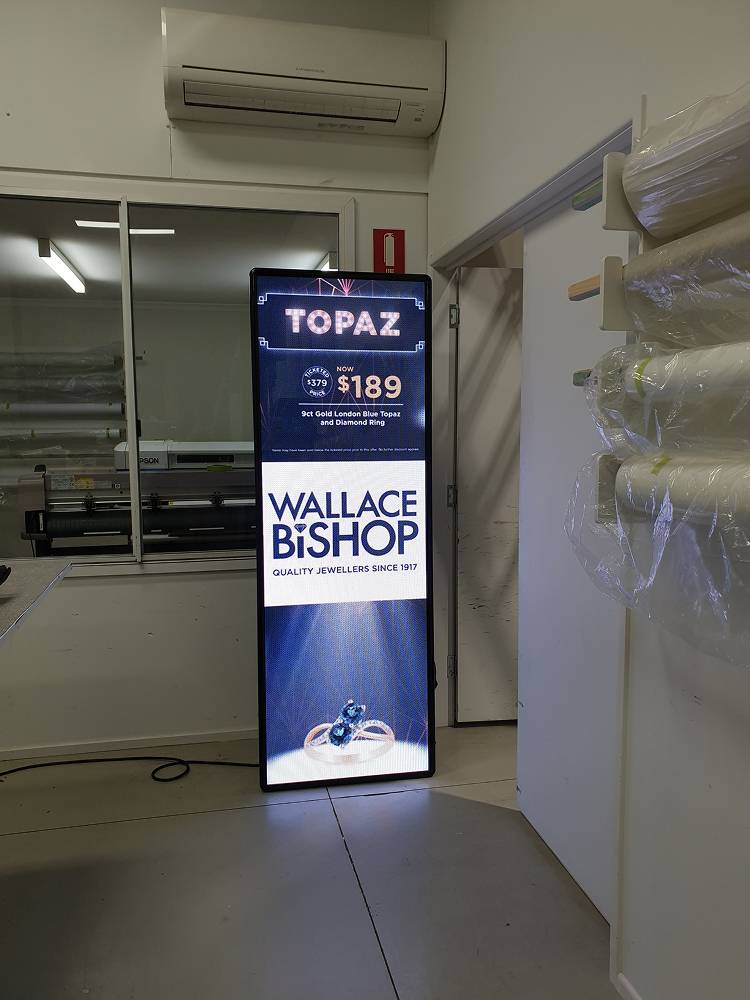 TOPAZ
TICKETED
$379
PRICE
NOW
$189
9ct Gold London Blue Topaz
and Diamond Ring
WALLACE
BiSHOP
QUALITY JEWELLERS SINCE 1917
EPSON